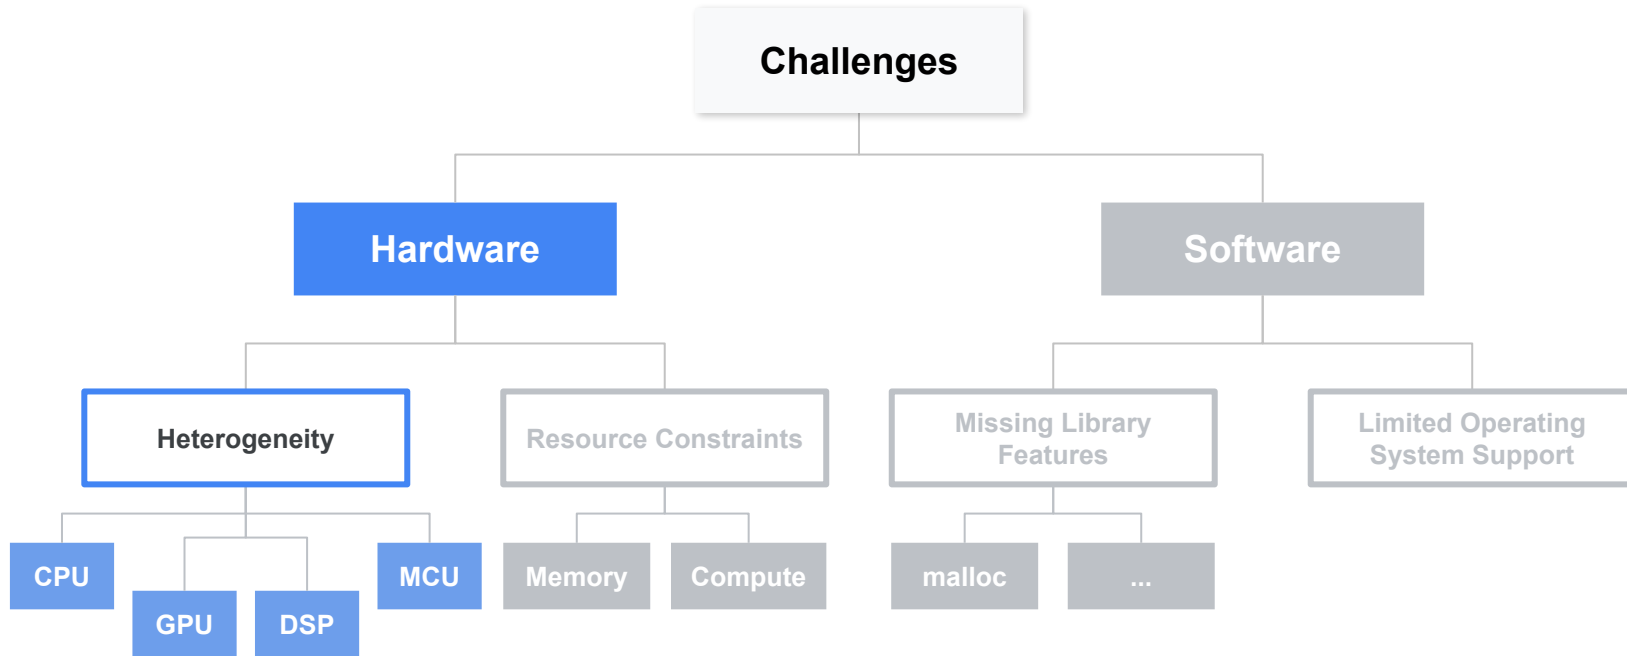 Challenges
Hardware
Software
Heterogeneity
Resource Constraints
Missing Library
Features
Limited Operating
System Support
CPU
GPU
DSP
MCU
Memory
Compute
malloc
...